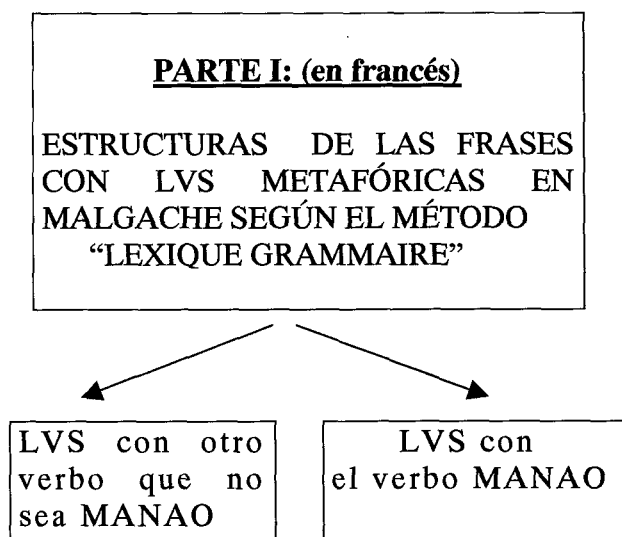 PARTE I: (en francés)
ESTRUCTURAS DE LAS FRASES
CON LVS METAFÓRICAS EN
MALGACHE SEGÚN EL MÉTODO
“LEXIQUE GRAMMAIRE”
LVS con otro
verbo que no
sea MANAO
LVS con
el verbo MANAO